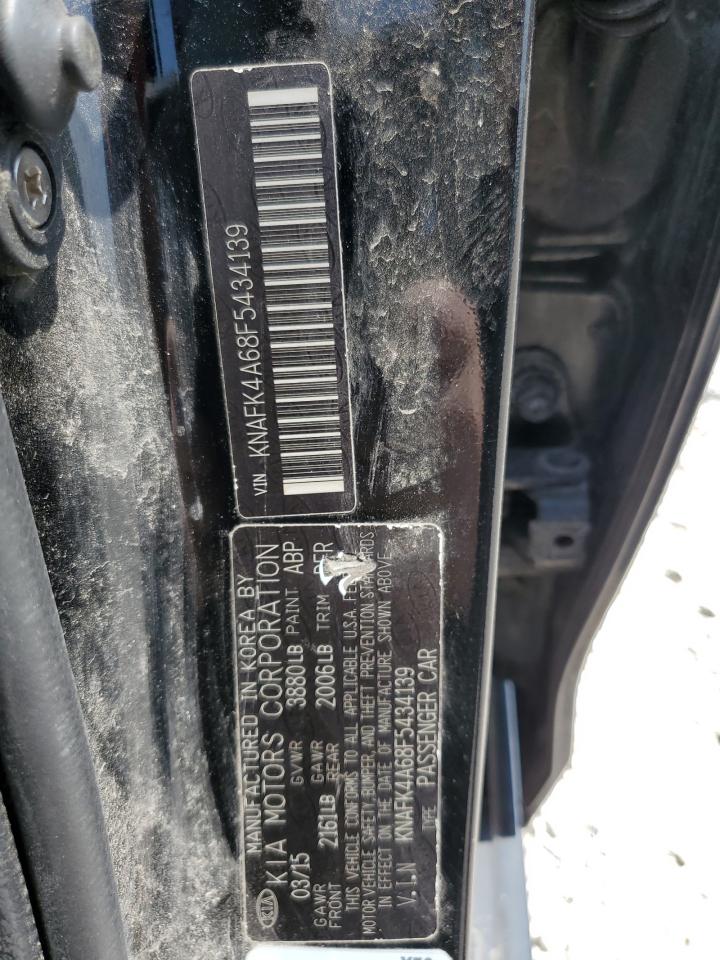 VIN KNAFK4A68F5434139
MANUFACTURED IN KOREA BY
KIA KIA MOTORS CORPORATION
03/15 GVWR 3880LB PAINT ABP
GAWR FRONT 2161LB GAWR REAR 2006LB TRIM
THIS VEHICLE CONFORMS TO ALL APPLICABLE U.S.A.
MOTOR VEHICLE SAFETY, BUMPER, AND THEFT PREVENTION STANDARDS
IN EFFECT ON THE DATE OF MANUFACTURE SHOWN ABOVE.
V.I.N KNAFK4A68F5434139
TYPE PASSENGER CAR